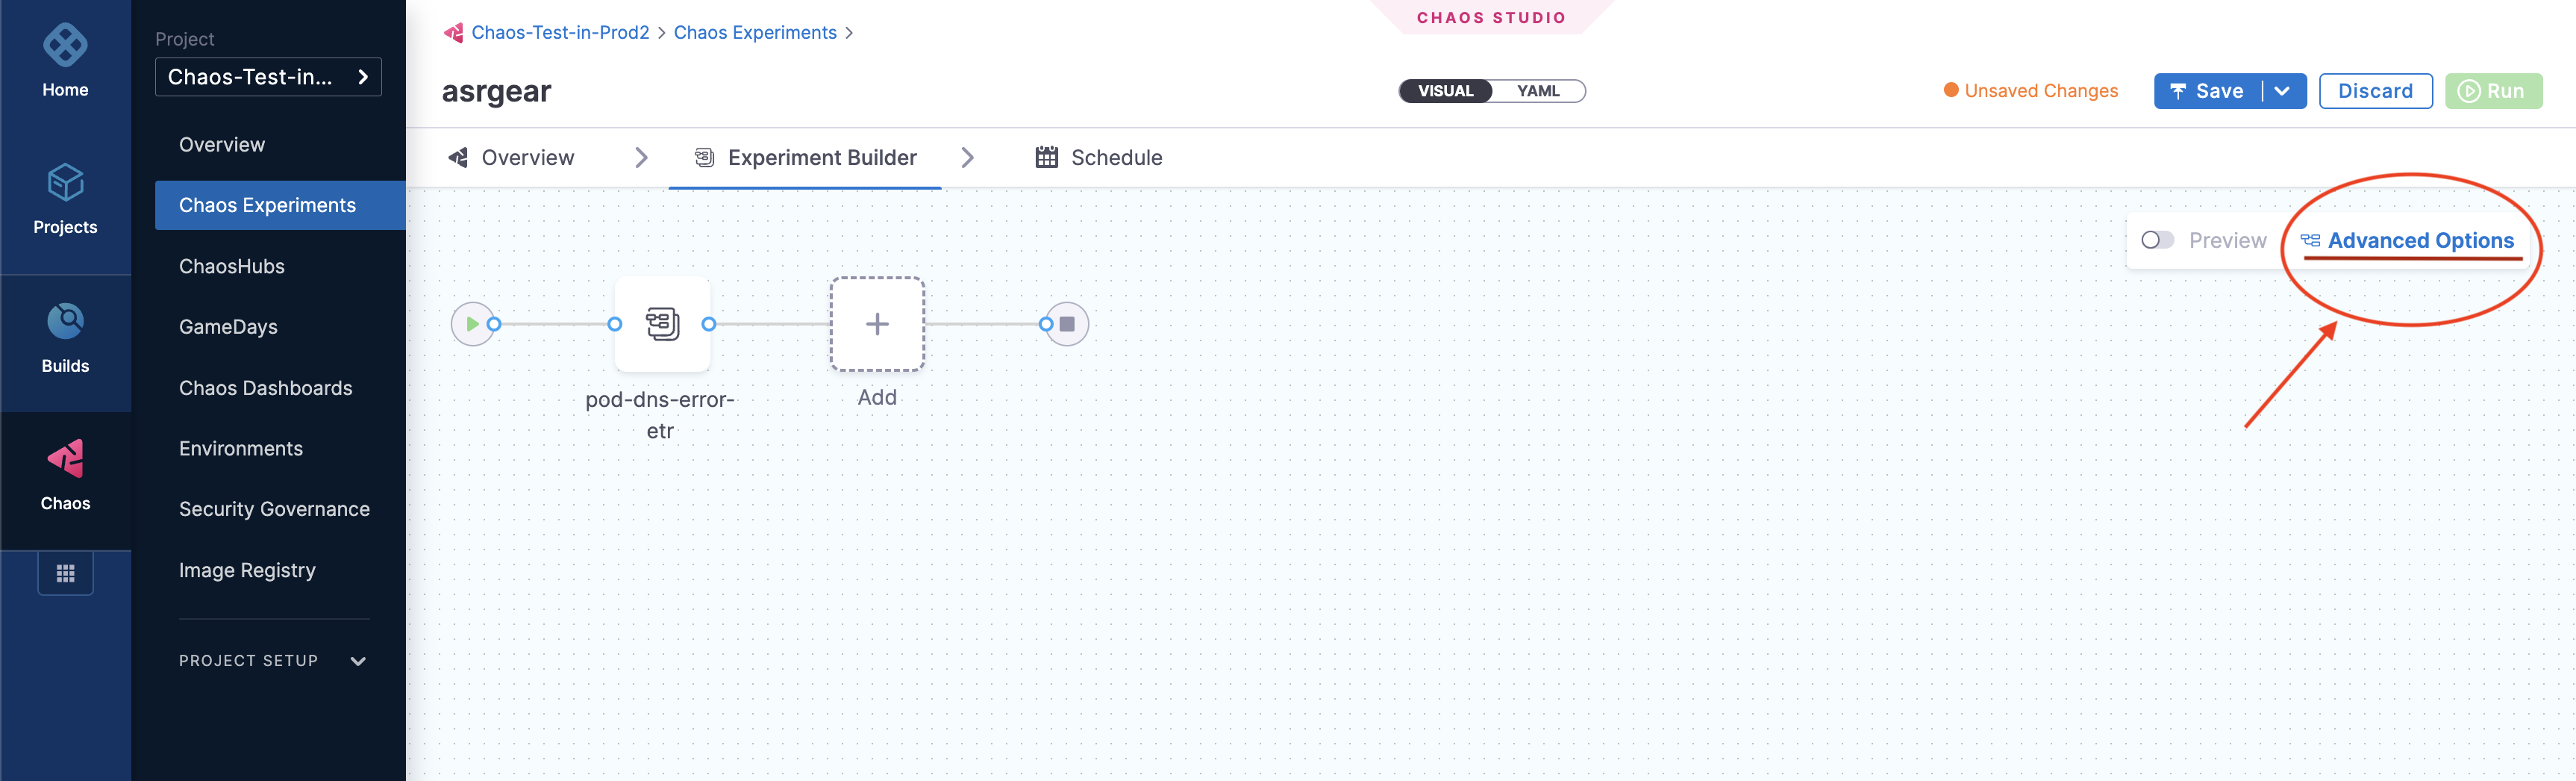 Home
Projects
Builds
Chaos
Project
Chaos-Test-in...
Overview
Chaos Experiments
ChaosHubs
GameDays
Chaos Dashboards
Environments
Security Governance
Image Registry
PROJECT SETUP
CHAOS STUDIO
Chaos-Test-in-Prod2 > Chaos Experiments >
asrgear
VISUAL YAML
Unsaved Changes
Save
Discard
Run
Overview
Experiment Builder
Schedule
Preview
Advanced Options
pod-dns-error-
etr
Add